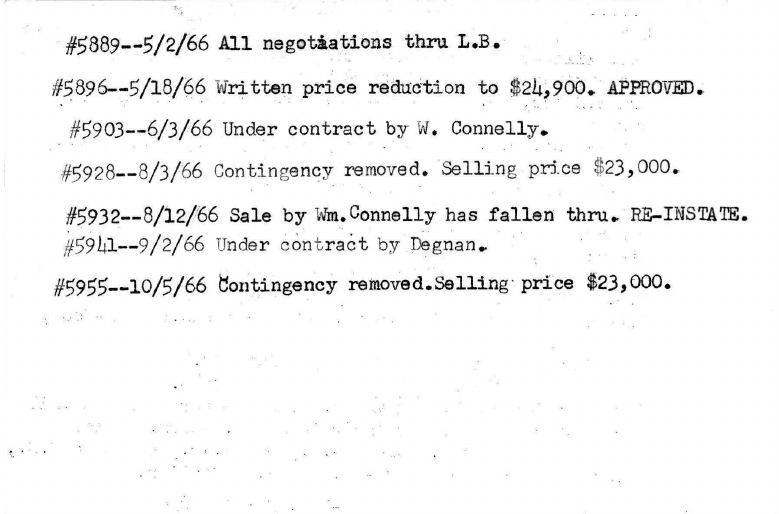 #5889--5/2/66 All negotiations thru L.B.
#5896--5/18/66 Written price reduction to $24,900. APPROVED.
#5903--6/3/66 Under contract by W. Connelly.
#5928--8/3/66 Contingency removed. Selling price $23,000.
#5932--8/12/66 Sale by Wm.Connelly has fallen thru. RE-INSTATE.
#5941--9/2/66 Under contract by Degnan.
#5955--10/5/66 Contingency removed.Selling price $23,000.